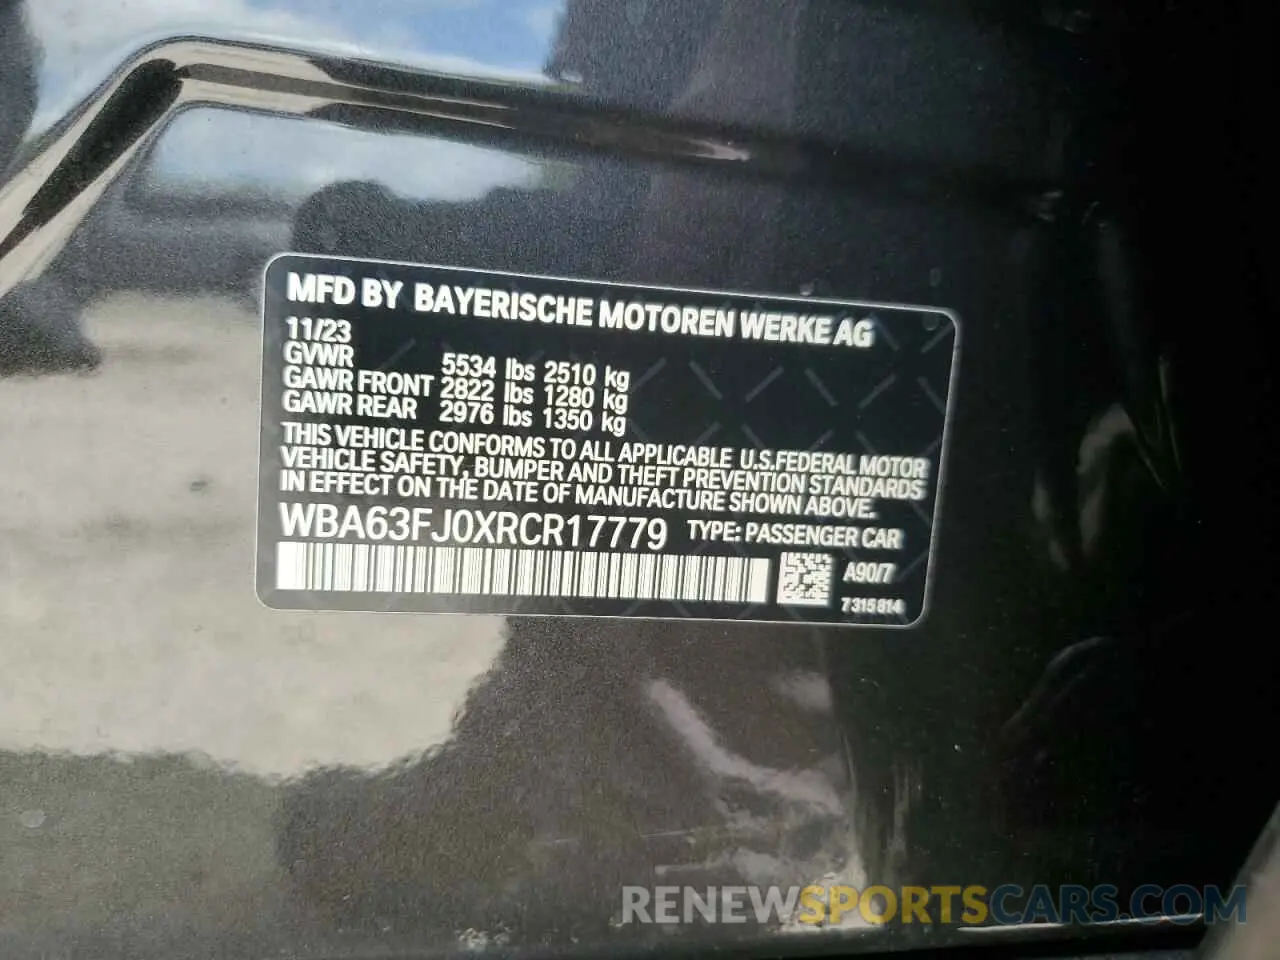 MFD BY BAYERISCHE MOTOREN WERKE AG
11/23
GVWR 5534 lbs 2510 kg
GAWR FRONT 2822 lbs 1280 kg
GAWR REAR 2976 lbs 1350 kg
THIS VEHICLE CONFORMS TO ALL APPLICABLE U.S.FEDERAL MOTOR
VEHICLE SAFETY, BUMPER AND THEFT PREVENTION STANDARDS
IN EFFECT ON THE DATE OF MANUFACTURE SHOWN ABOVE.
WBA63FJ0XRCR17779 TYPE: PASSENGER CAR
A90/7
7315814
RENEWSPORTSCARS.COM